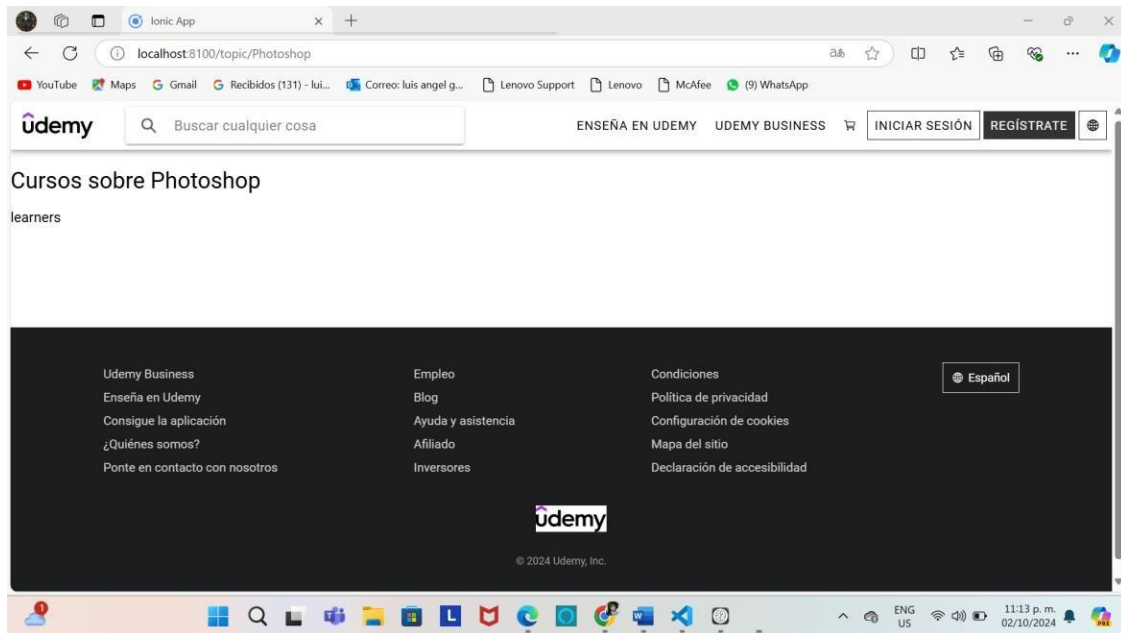 Ionic App
localhost:8100/topic/Photoshop
YouTube Maps Gmail Recibidos (131) - lui... Correo: luis angel g... Lenovo Support Lenovo McAfee (9) WhatsApp
ûdemy Buscar cualquier cosa ENSEÑA EN UDEMY UDEMY BUSINESS INICIAR SESIÓN REGÍSTRATE
Cursos sobre Photoshop
learners
Udemy Business Empleo Condiciones Español
Enseña en Udemy Blog Política de privacidad
Consigue la aplicación Ayuda y asistencia Configuración de cookies
¿Quiénes somos? Afiliado Mapa del sitio
Ponte en contacto con nosotros Inversores Declaración de accesibilidad
ûdemy
© 2024 Udemy, Inc.
1 L W ENG 11:13 p. m.
US 02/10/2024 PRE